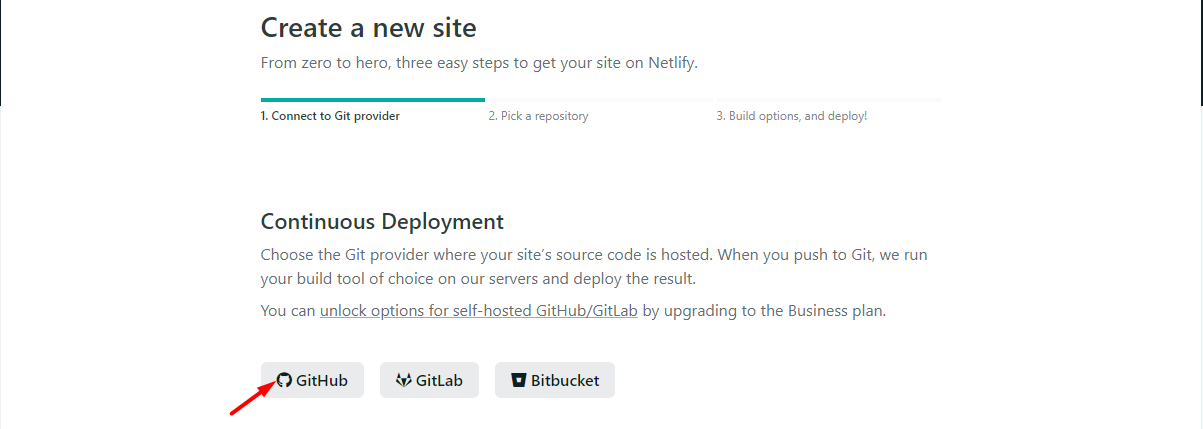 Create a new site
From zero to hero, three easy steps to get your site on Netlify.
1. Connect to Git provider
2. Pick a repository
3. Build options, and deploy!
Continuous Deployment
Choose the Git provider where your site’s source code is hosted. When you push to Git, we run
your build tool of choice on our servers and deploy the result.
You can unlock options for self-hosted GitHub/GitLab by upgrading to the Business plan.
GitHub
GitLab
Bitbucket